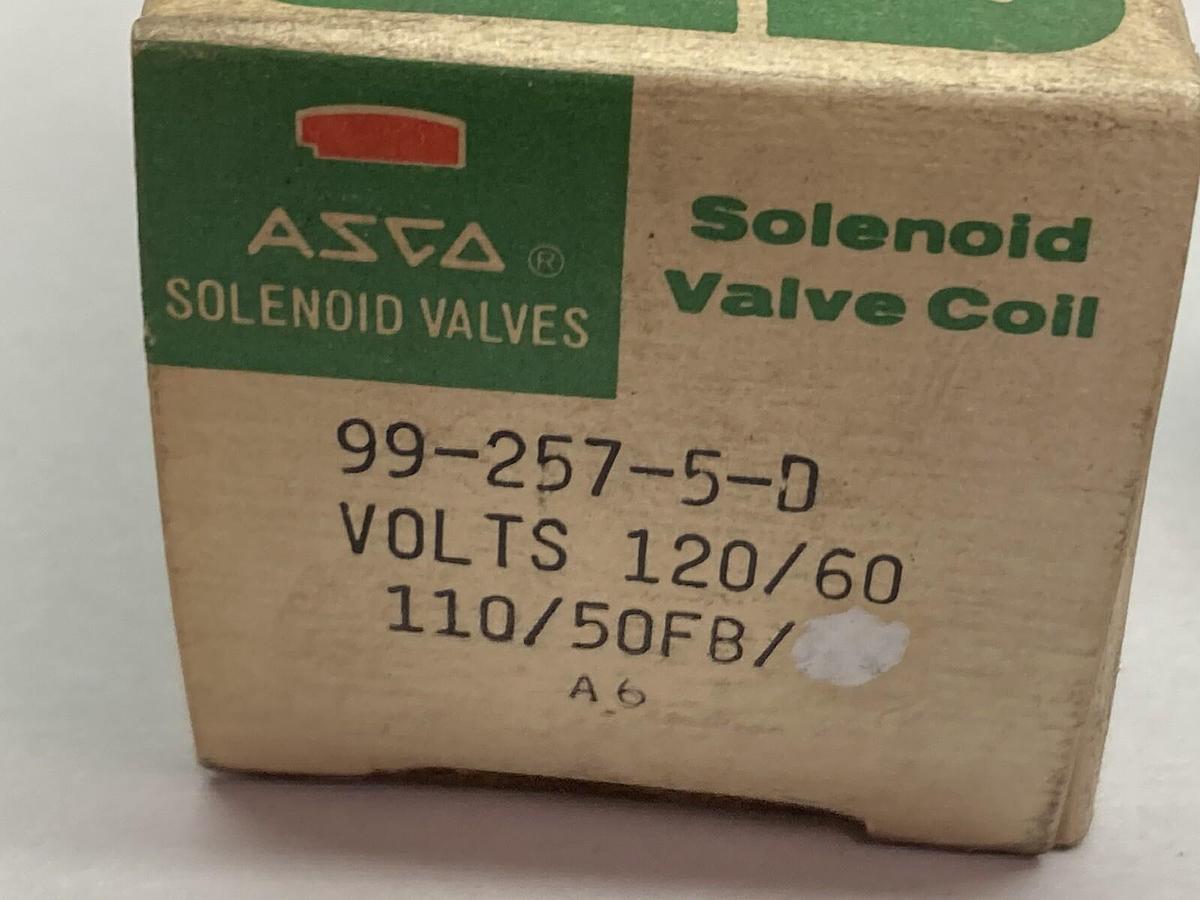 ASCO ®
SOLENOID VALVES
Solenoid
Valve Coil
99-257-5-D
VOLTS 120/60
110/50FB/
A6